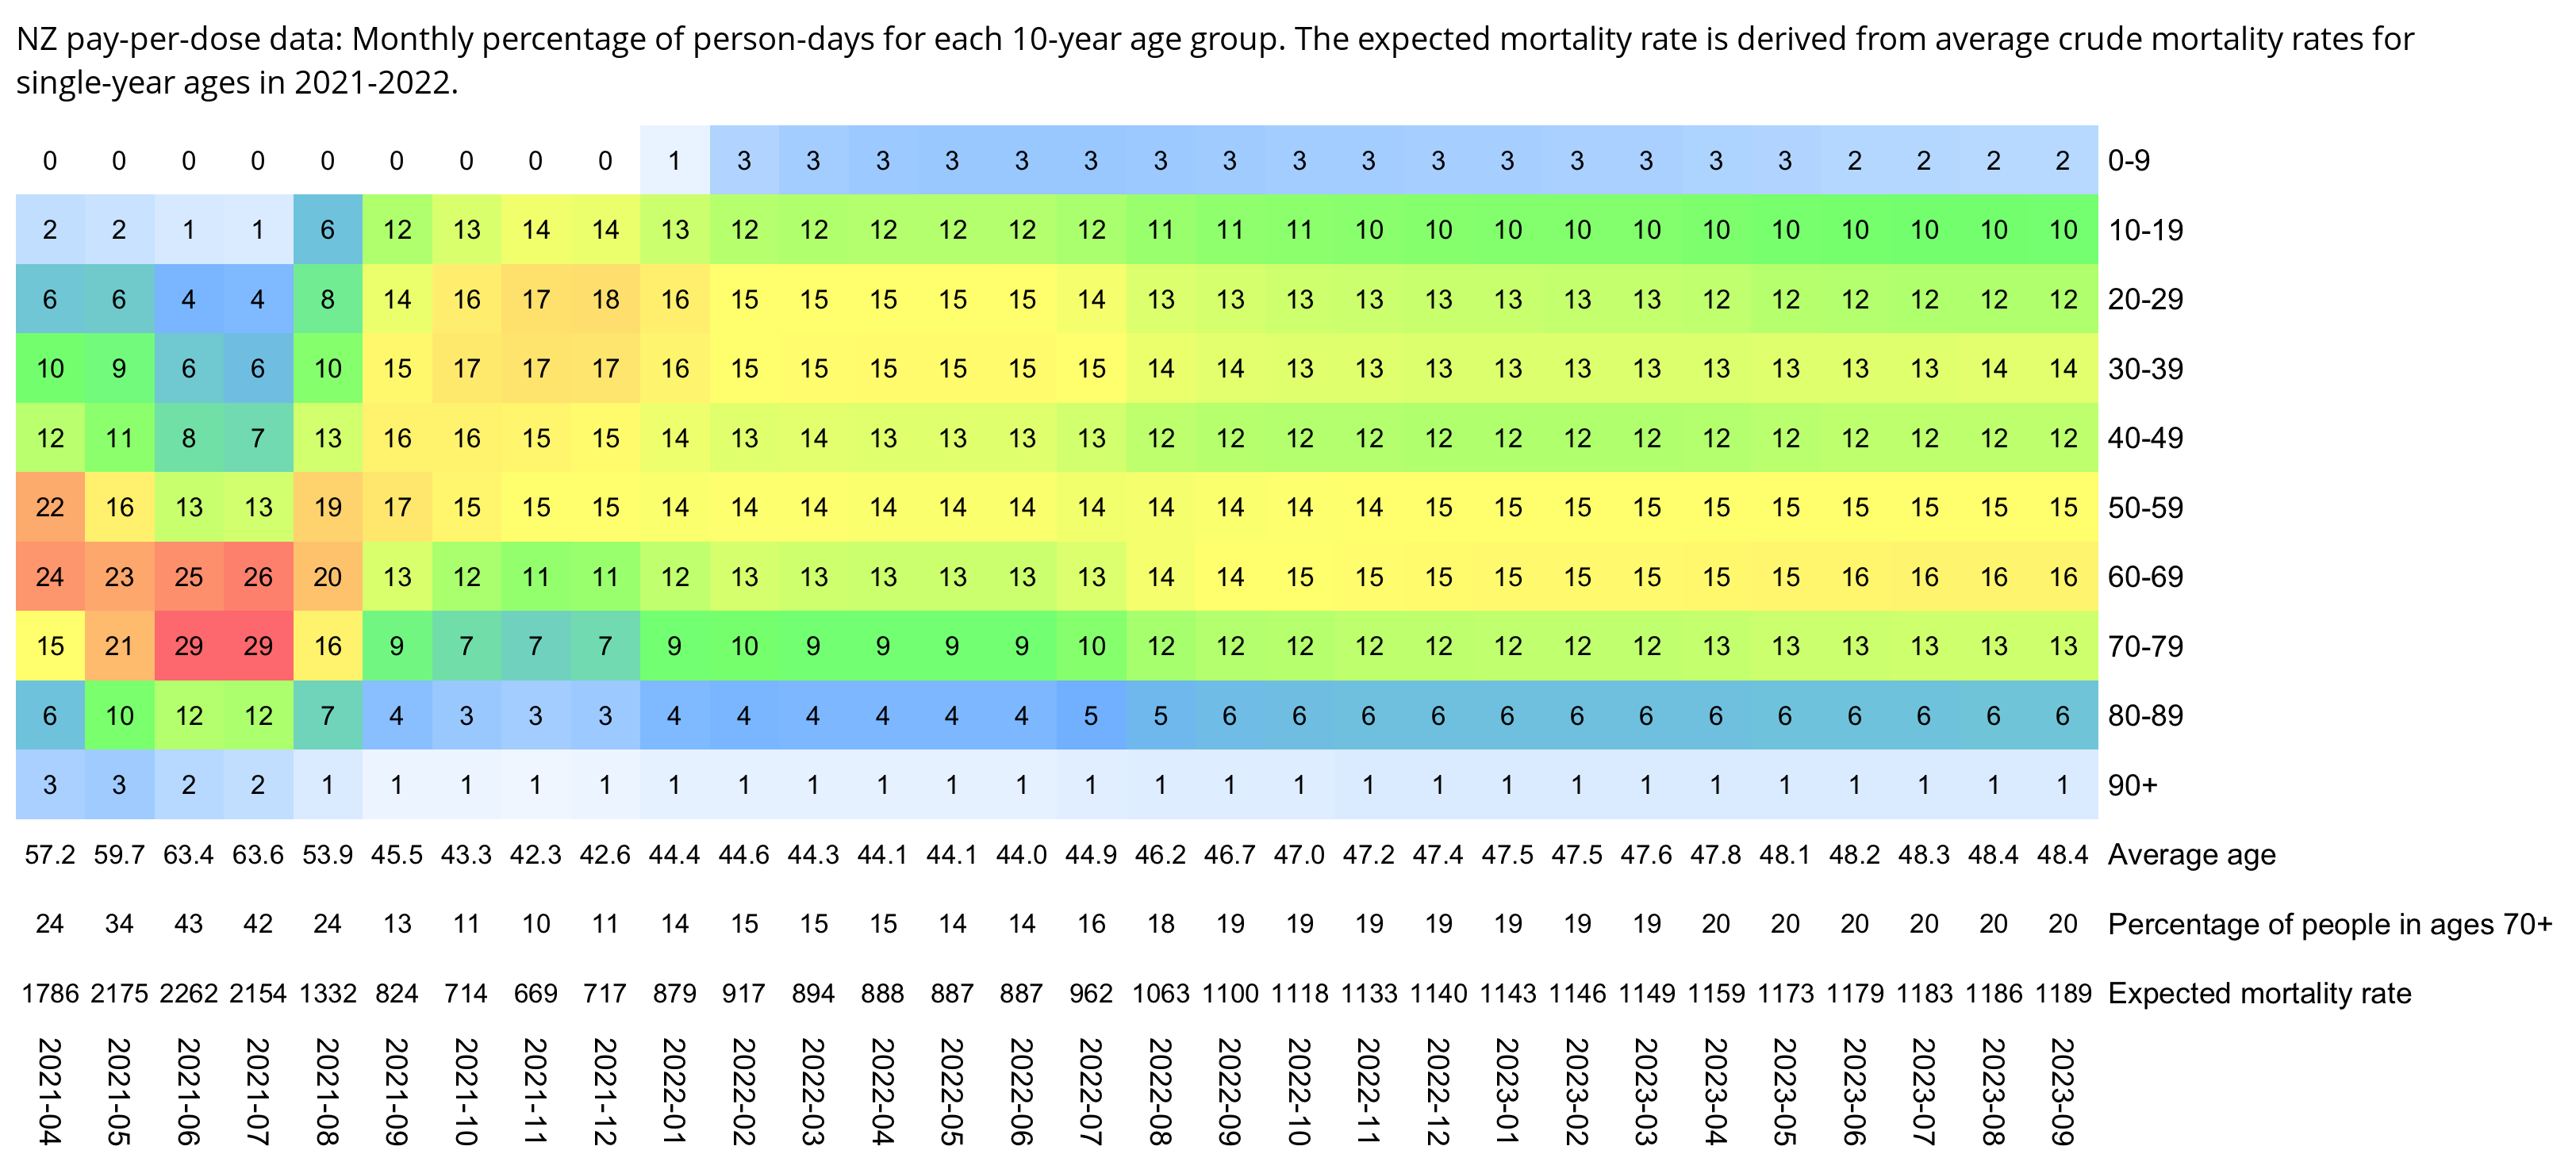 NZ pay-per-dose data: Monthly percentage of person-days for each 10-year age group. The expected mortality rate is derived from average crude mortality rates for
single-year ages in 2021-2022.
0 0 0 0 0 0 0 0 0 1 3 3 3 3 3 3 3 3 3 3 3 3 3 3 3 3 2 2 2 2 0-9
2 2 1 1 6 12 13 14 14 13 12 12 12 12 12 12 11 11 11 10 10 10 10 10 10 10 10 10 10 10 10-19
6 6 4 4 8 14 16 17 18 16 15 15 15 15 15 14 13 13 13 13 13 13 13 13 12 12 12 12 12 12 20-29
10 9 6 6 10 15 17 17 17 16 15 15 15 15 15 15 14 14 13 13 13 13 13 13 13 13 13 13 14 14 30-39
12 11 8 7 13 16 16 15 15 14 13 14 13 13 13 13 12 12 12 12 12 12 12 12 12 12 12 12 12 12 40-49
22 16 13 13 19 17 15 15 15 14 14 14 14 14 14 14 14 14 14 14 15 15 15 15 15 15 15 15 15 15 50-59
24 23 25 26 20 13 12 11 11 12 13 13 13 13 13 13 14 14 15 15 15 15 15 15 15 15 16 16 16 16 60-69
15 21 29 29 16 9 7 7 7 9 10 9 9 9 9 10 12 12 12 12 12 12 12 12 13 13 13 13 13 13 70-79
6 10 12 12 7 4 3 3 3 4 4 4 4 4 4 5 5 6 6 6 6 6 6 6 6 6 6 6 6 6 80-89
3 3 2 2 1 1 1 1 1 1 1 1 1 1 1 1 1 1 1 1 1 1 1 1 1 1 1 1 1 1 90+
57.2 59.7 63.4 63.6 53.9 45.5 43.3 42.3 42.6 44.4 44.6 44.3 44.1 44.1 44.0 44.9 46.2 46.7 47.0 47.2 47.4 47.5 47.5 47.6 47.8 48.1 48.2 48.3 48.4 48.4 Average age
24 34 43 42 24 13 11 10 11 14 15 15 15 14 14 16 18 19 19 19 19 19 19 19 20 20 20 20 20 20 Percentage of people in ages 70+
1786 2175 2262 2154 1332 824 714 669 717 879 917 894 888 887 887 962 1063 1100 1118 1133 1140 1143 1146 1149 1159 1173 1179 1183 1186 1189 Expected mortality rate
2021-04 2021-05 2021-06 2021-07 2021-08 2021-09 2021-10 2021-11 2021-12 2022-01 2022-02 2022-03 2022-04 2022-05 2022-06 2022-07 2022-08 2022-09 2022-10 2022-11 2022-12 2023-01 2023-02 2023-03 2023-04 2023-05 2023-06 2023-07 2023-08 2023-09